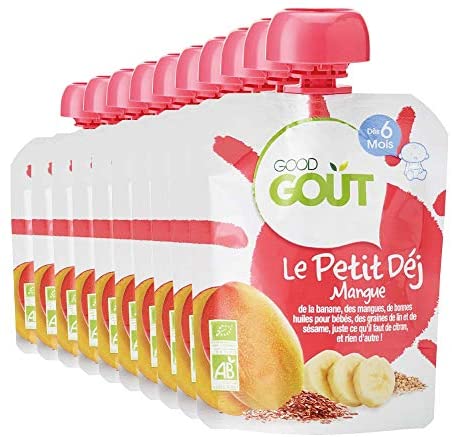 Dès 6
Mois
GOOD
GOÛT
Le Petit Déj
Mangue
de la banane, des mangues, de bonnes
huiles pour bébés, des graines de lin et de
sésame, juste ce qu'il faut de citron,
et rien d'autre !
AB